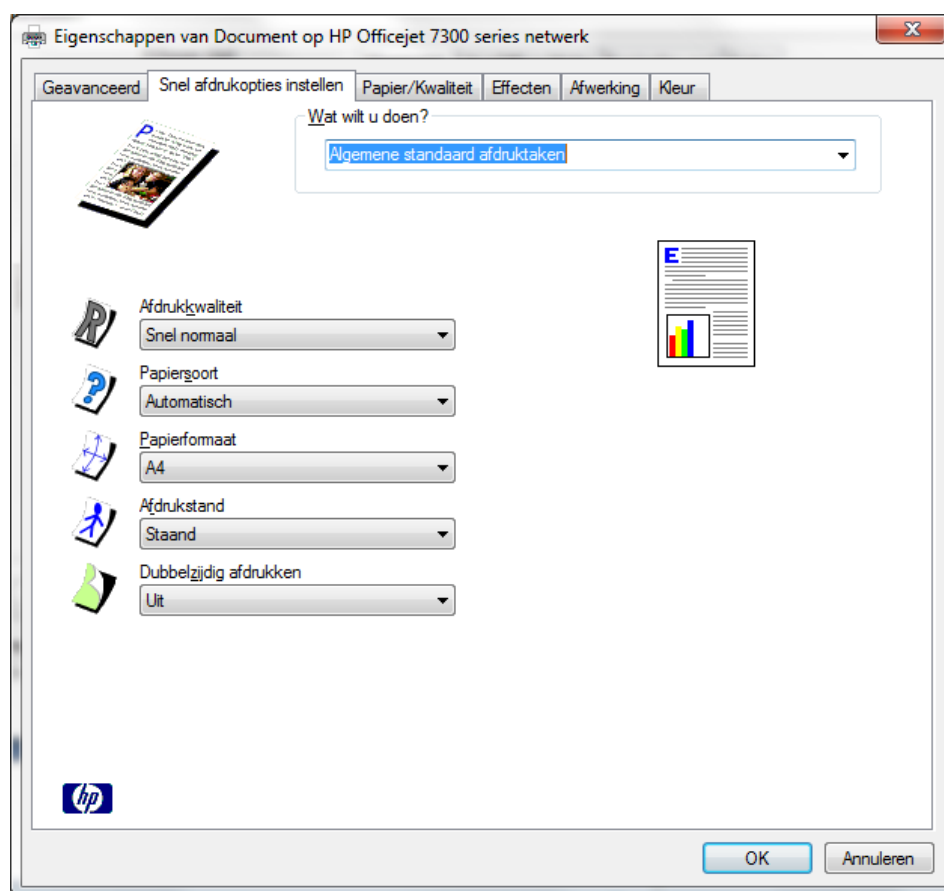 Eigenschappen van Document op HP Officejet 7300 series netwerk
Geavanceerd Snel afdrukopties instellen Papier/Kwaliteit Effecten Afwerking Kleur
Wat wilt u doen?
Algemene standaard afdruktaken
Afdrukkwaliteit
Snel normaal
Papiersoort
Automatisch
Papierformaat
A4
Afdrukstand
Staand
Dubbelzijdig afdrukken
Uit
hp
OK Annuleren